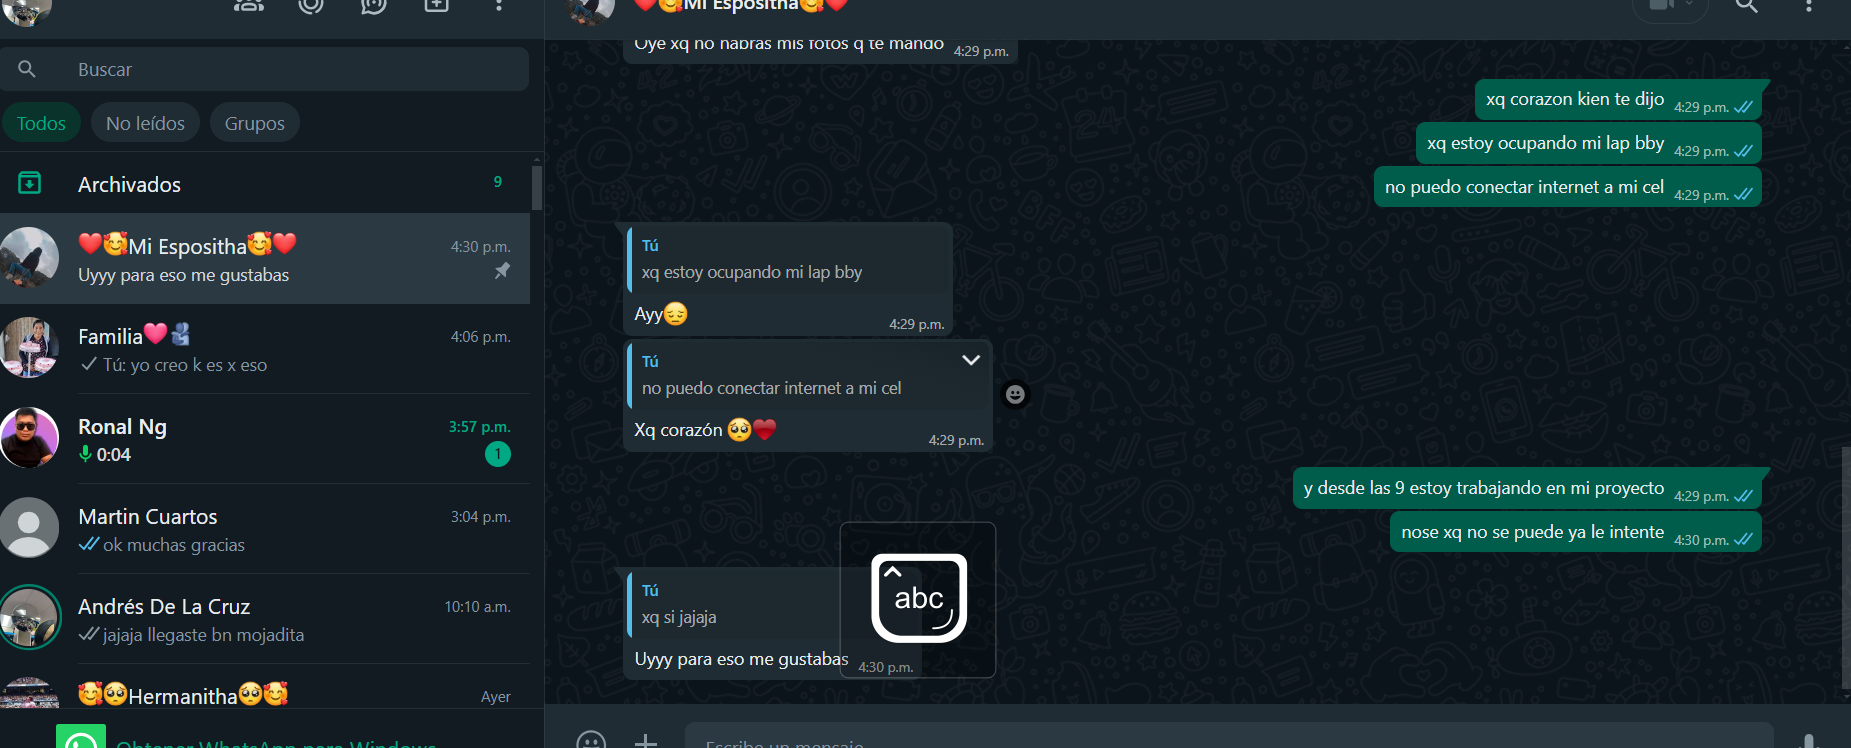 Buscar
Todos
No leídos
Grupos
Archivados
9
❤️🥰Mi Espositha🥰❤️
4:30 p.m.
Uyyy para eso me gustabas
Familia🩷🫂
4:06 p.m.
Tú: yo creo k es x eso
Ronal Ng
3:57 p.m.
0:04
1
Martin Cuartos
3:04 p.m.
ok muchas gracias
Andrés De La Cruz
10:10 a.m.
jajaja llegaste bn mojadita
🥰🥺Hermanitha🥺🥰
Ayer
Obtener WhatsApp para Windows
❤️🥰Mi Espositha🥰❤️
Oye xq no habras mis fotos q te mando
4:29 p.m.
xq corazon kien te dijo
4:29 p.m.
xq estoy ocupando mi lap bby
4:29 p.m.
no puedo conectar internet a mi cel
4:29 p.m.
Tú
xq estoy ocupando mi lap bby
Ayy😔
4:29 p.m.
Tú
no puedo conectar internet a mi cel
Xq corazón 🥺❤️
4:29 p.m.
y desde las 9 estoy trabajando en mi proyecto
4:29 p.m.
nose xq no se puede ya le intente
4:30 p.m.
Tú
xq si jajaja
Uyyy para eso me gustabas
4:30 p.m.
abc
Escribe un mensaje